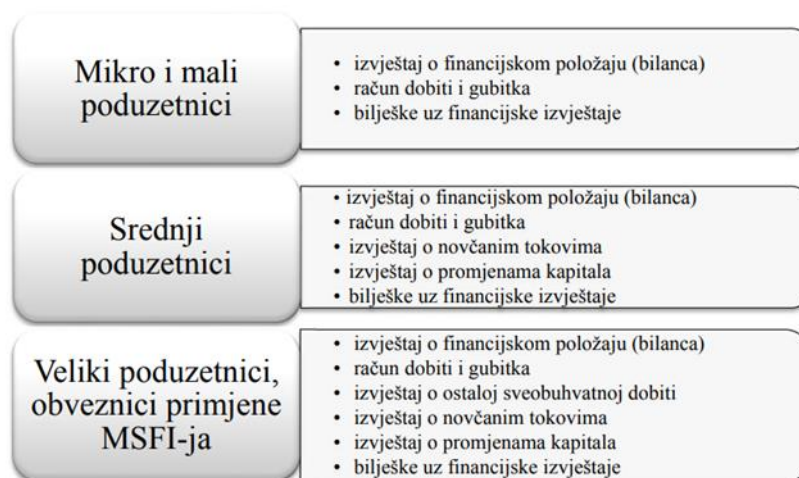 Mikro i mali
poduzetnici
• izvještaj o financijskom položaju (bilanca)
• račun dobiti i gubitka
• bilješke uz financijske izvještaje
Srednji
poduzetnici
• izvještaj o financijskom položaju (bilanca)
• račun dobiti i gubitka
• izvještaj o novčanim tokovima
• izvještaj o promjenama kapitala
• bilješke uz financijske izvještaje
Veliki poduzetnici,
obveznici primjene
MSFI-ja
• izvještaj o financijskom položaju (bilanca)
• račun dobiti i gubitka
• izvještaj o ostaloj sveobuhvatnoj dobiti
• izvještaj o novčanim tokovima
• izvještaj o promjenama kapitala
• bilješke uz financijske izvještaje